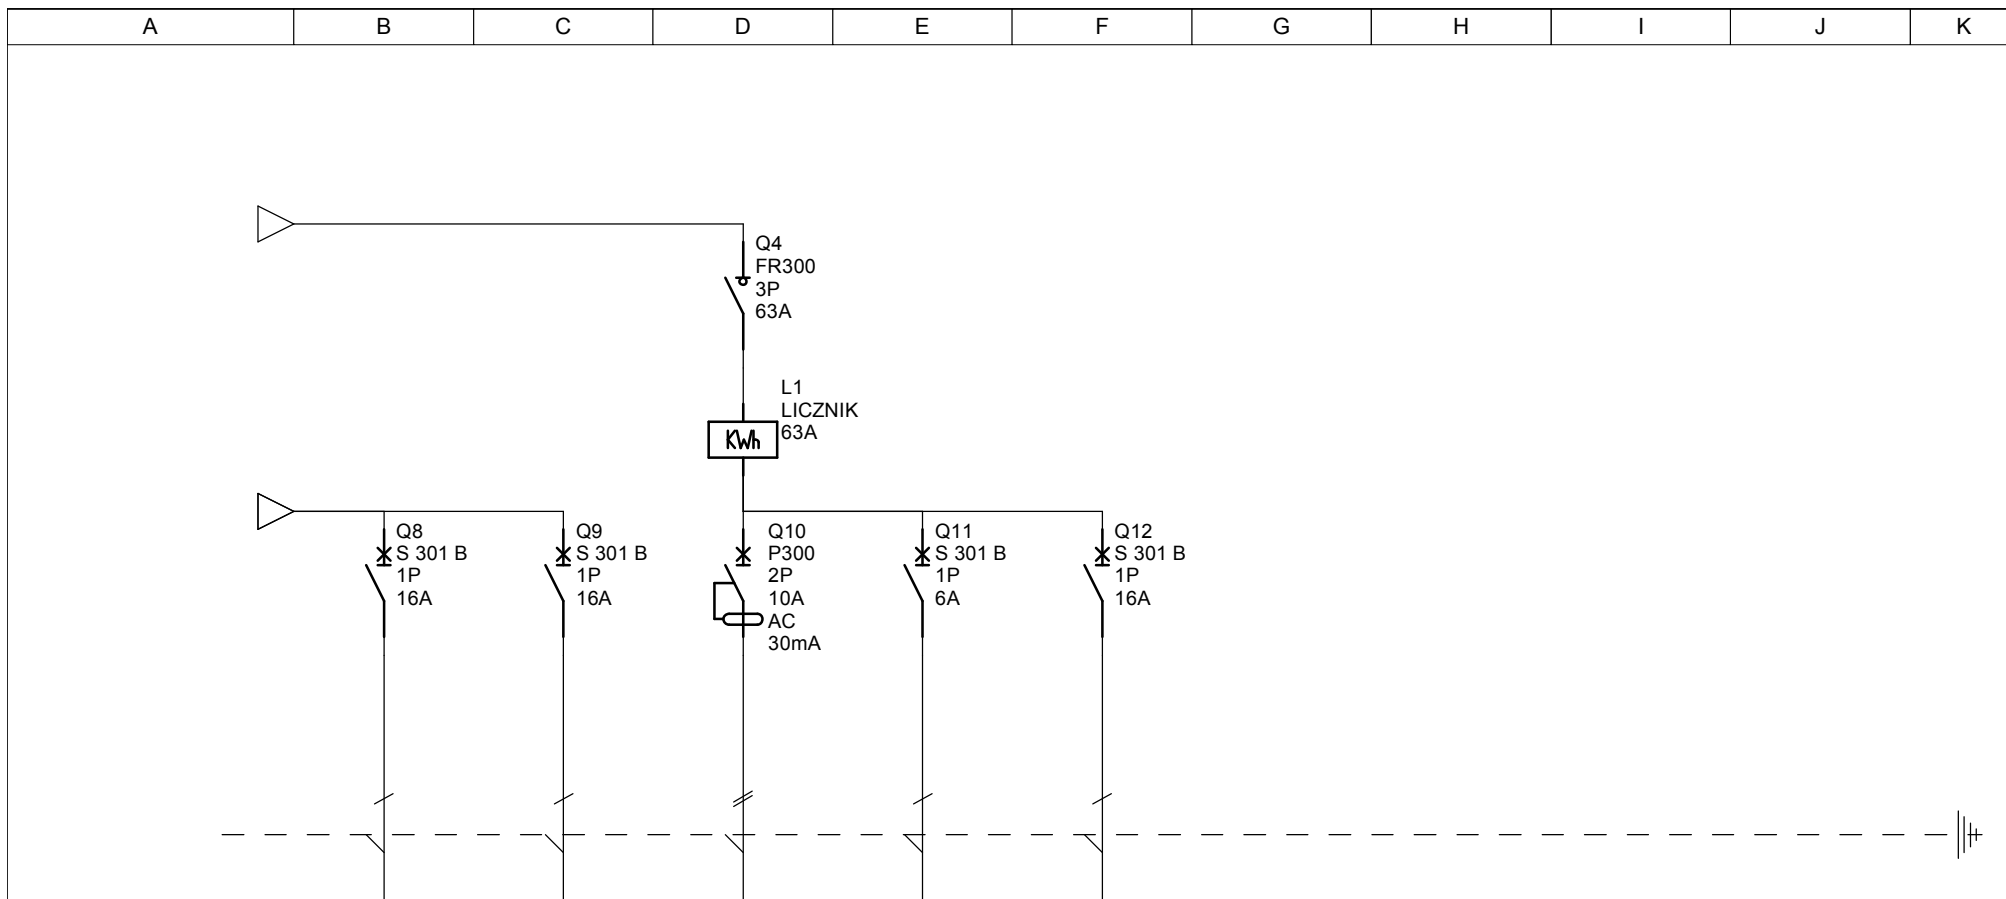 A B C D E F G H I J K
Q4
FR300
3P
63A
L1
LICZNIK
63A
KWh
Q8
S 301 B
1P
16A
Q9
S 301 B
1P
16A
Q10
P300
2P
10A
AC
30mA
Q11
S 301 B
1P
6A
Q12
S 301 B
1P
16A